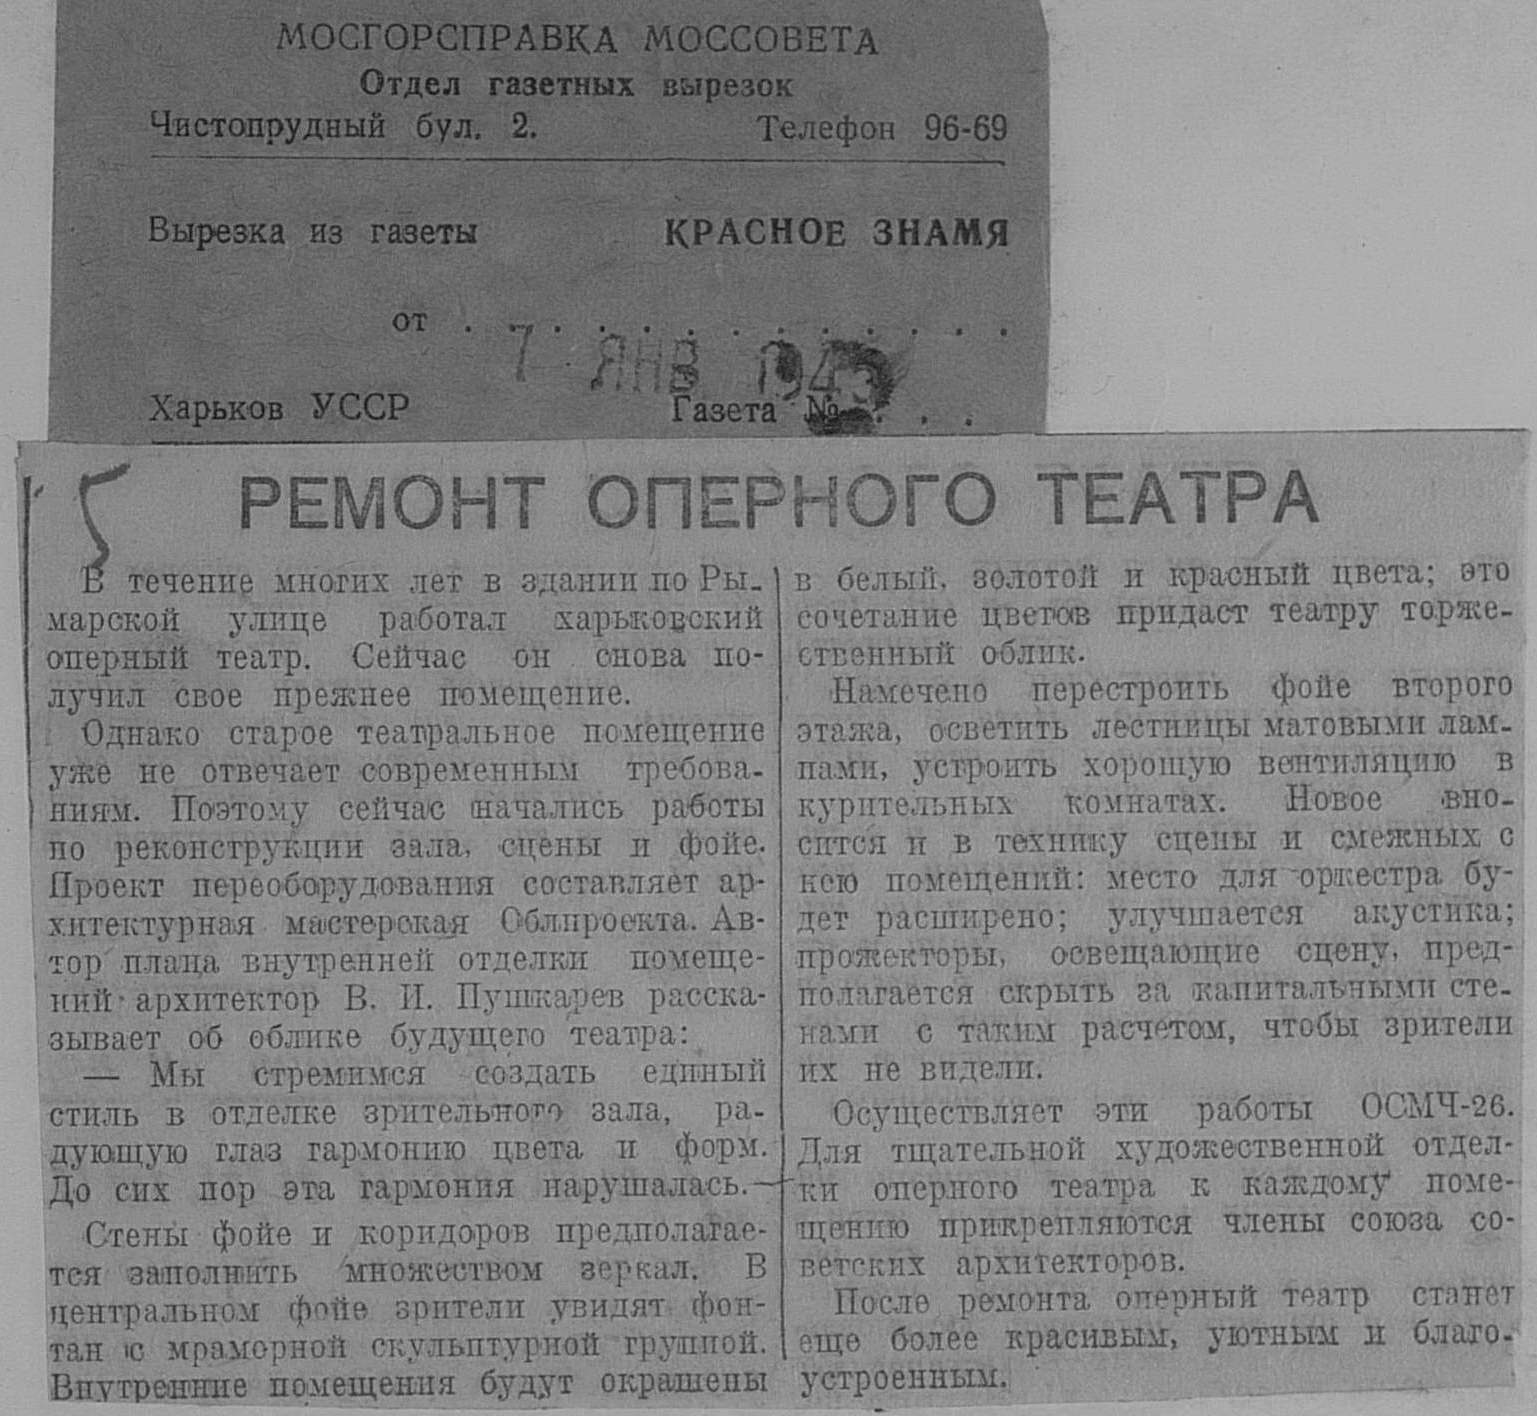 МОСГОРСПРАВКА МОССОВЕТА
Отдел газетных вырезок
Чистопрудный бул. 2. Телефон 96-69
Вырезка из газеты КРАСНОЕ ЗНАМЯ
от . . . . . . . . . . . . .
7 ЯНВ 194
Харьков УССР Газета № . . .
5
РЕМОНТ ОПЕРНОГО ТЕАТРА
В течение многих лет в здании по Ры-
марской улице работал харьковский
оперный театр. Сейчас он снова по-
лучил свое прежнее помещение.
Однако старое театральное помещение
уже не отвечает современным требова-
ниям. Поэтому сейчас начались работы
по реконструкции зала, сцены и фойе.
Проект переоборудования составляет ар-
хитектурная мастерская Облпроекта. Ав-
тор плана внутренней отделки помеще-
ний архитектор В. И. Пушкарев расска-
зывает об облике будущего театра:
— Мы стремимся создать единый
стиль в отделке зрительного зала, ра-
дующую глаз гармонию цвета и форм.
До сих пор эта гармония нарушалась.—
Стены фойе и коридоров предполагае-
тся заполнить множеством зеркал. В
центральном фойе зрители увидят фон-
тан с мраморной скульптурной группой.
Внутренние помещения будут окрашены
в белый, золотой и красный цвета; это
сочетание цветов придаст театру торже-
ственный облик.
Намечено перестроить фойе второго
этажа, осветить лестницы матовыми лам-
пами, устроить хорошую вентиляцию в
курительных комнатах. Новое вно-
сится и в технику сцены и смежных с
нею помещений: место для оркестра бу-
дет расширено; улучшается акустика;
прожекторы, освещающие сцену, пред-
полагается скрыть за капитальными сте-
нами с таким расчетом, чтобы зрители
их не видели.
Осуществляет эти работы ОСМЧ-26.
Для тщательной художественной отдел-
ки оперного театра к каждому поме-
щению прикрепляются члены союза со-
ветских архитекторов.
После ремонта оперный театр станет
еще более красивым, уютным и благо-
устроенным.